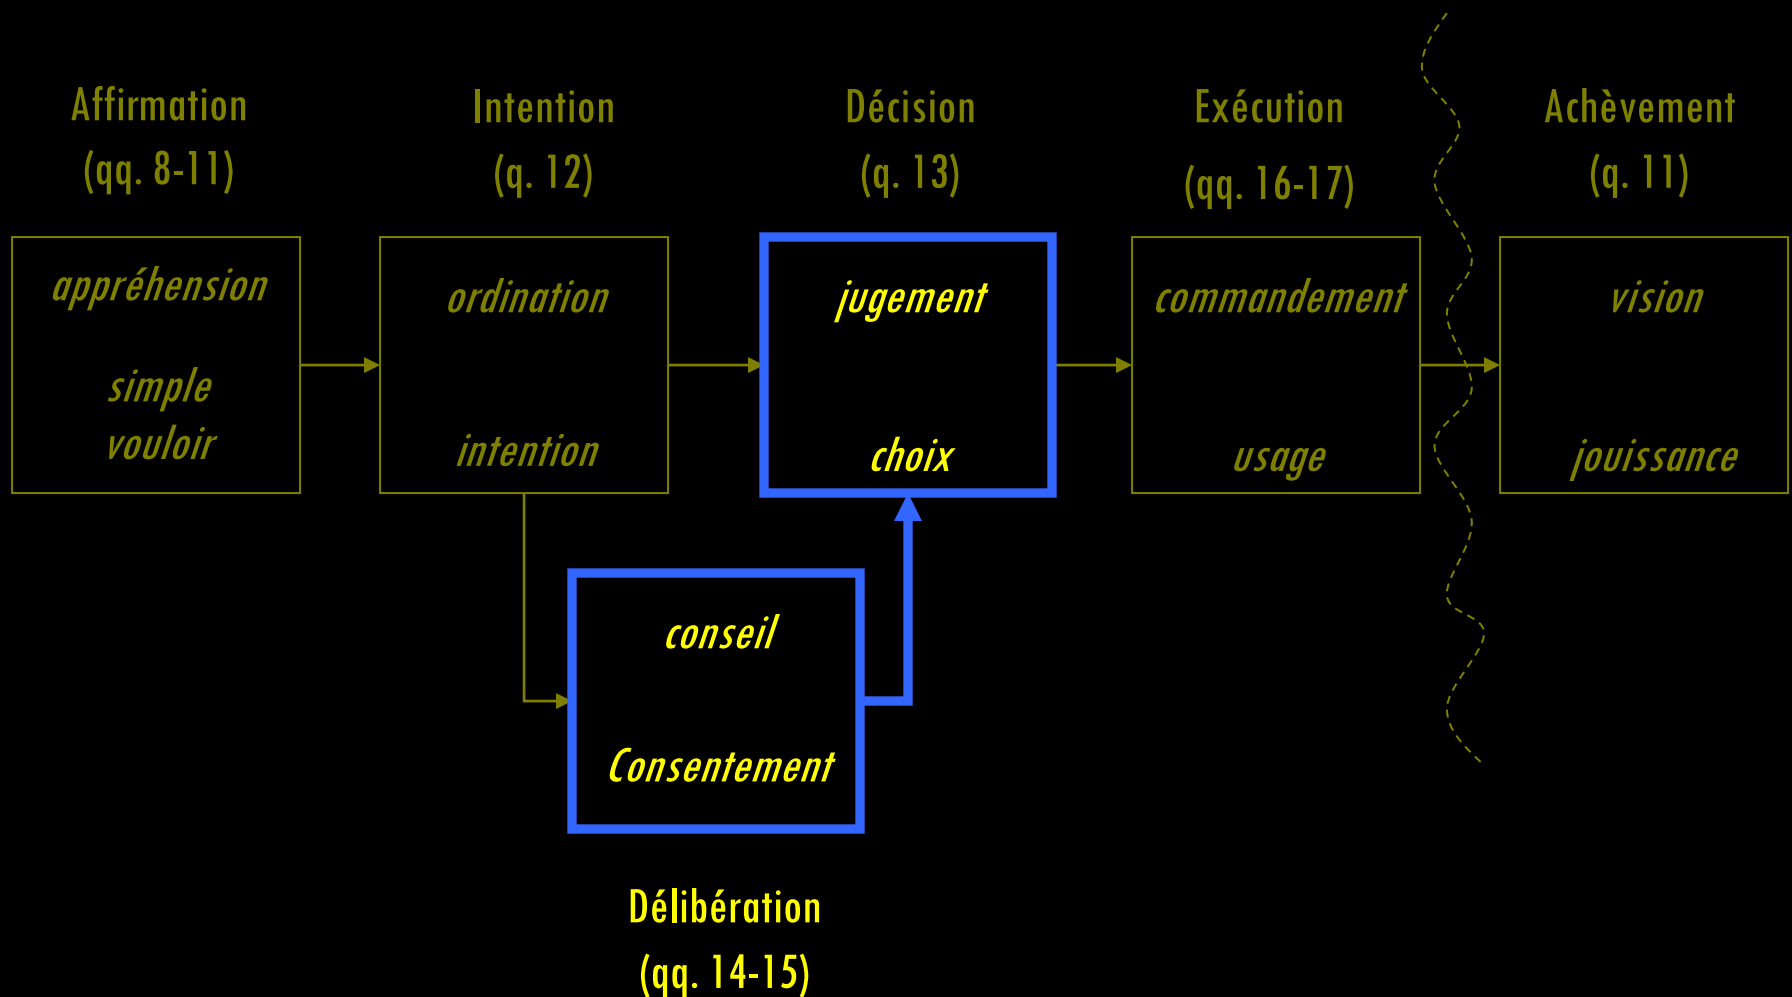 Affirmation
(qq. 8-11)
Intention
(q. 12)
Décision
(q. 13)
Exécution
(qq. 16-17)
Achèvement
(q. 11)
appréhension
simple
vouloir
ordination
intention
jugement
choix
commandement
usage
vision
jouissance
conseil
Consentement
Délibération
(qq. 14-15)